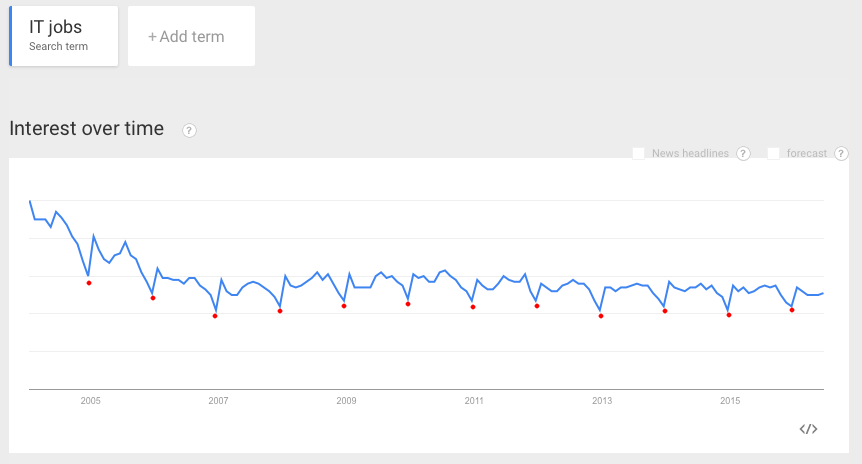 IT jobs
Search term
+Add term
Interest over time ?
News headlines ? forecast ?
2005 2007 2009 2011 2013 2015
</>